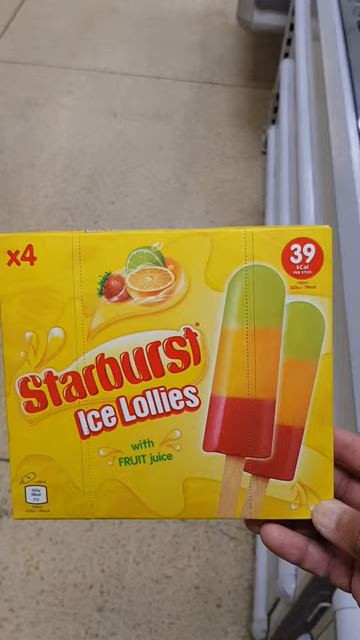 x4
39
kCal
PER STICK
Starburst
Ice Lollies
with
FRUIT juice